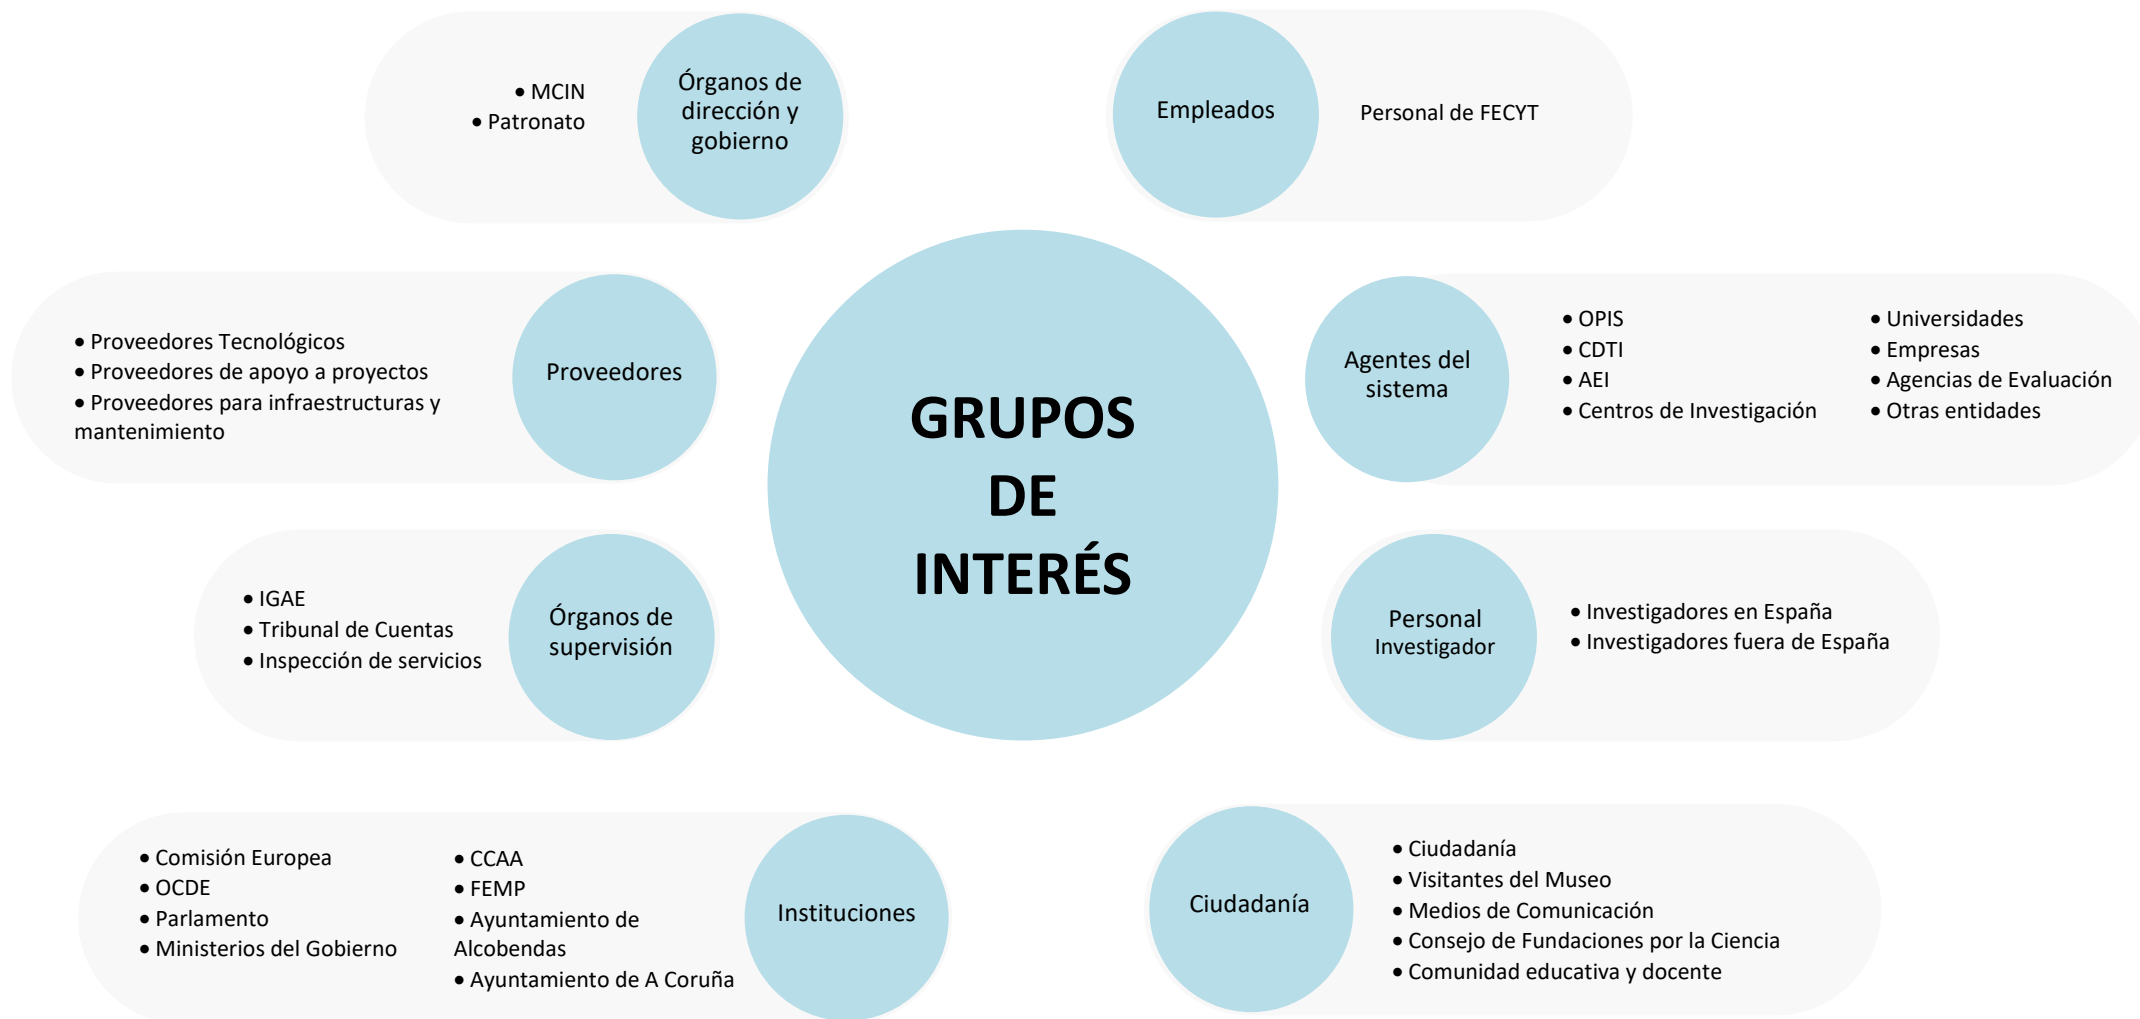 • MCIN
• Patronato
Órganos de
dirección y
gobierno
Empleados
Personal de FECYT
• Proveedores Tecnológicos
• Proveedores de apoyo a proyectos
• Proveedores para infraestructuras y
mantenimiento
Proveedores
GRUPOS
DE
INTERÉS
Agentes del
sistema
• OPIS
• CDTI
• AEI
• Centros de Investigación
• Universidades
• Empresas
• Agencias de Evaluación
• Otras entidades
• IGAE
• Tribunal de Cuentas
• Inspección de servicios
Órganos de
supervisión
Personal
Investigador
• Investigadores en España
• Investigadores fuera de España
• Comisión Europea
• OCDE
• Parlamento
• Ministerios del Gobierno
• CCAA
• FEMP
• Ayuntamiento de
Alcobendas
• Ayuntamiento de A Coruña
Instituciones
Ciudadanía
• Ciudadanía
• Visitantes del Museo
• Medios de Comunicación
• Consejo de Fundaciones por la Ciencia
• Comunidad educativa y docente